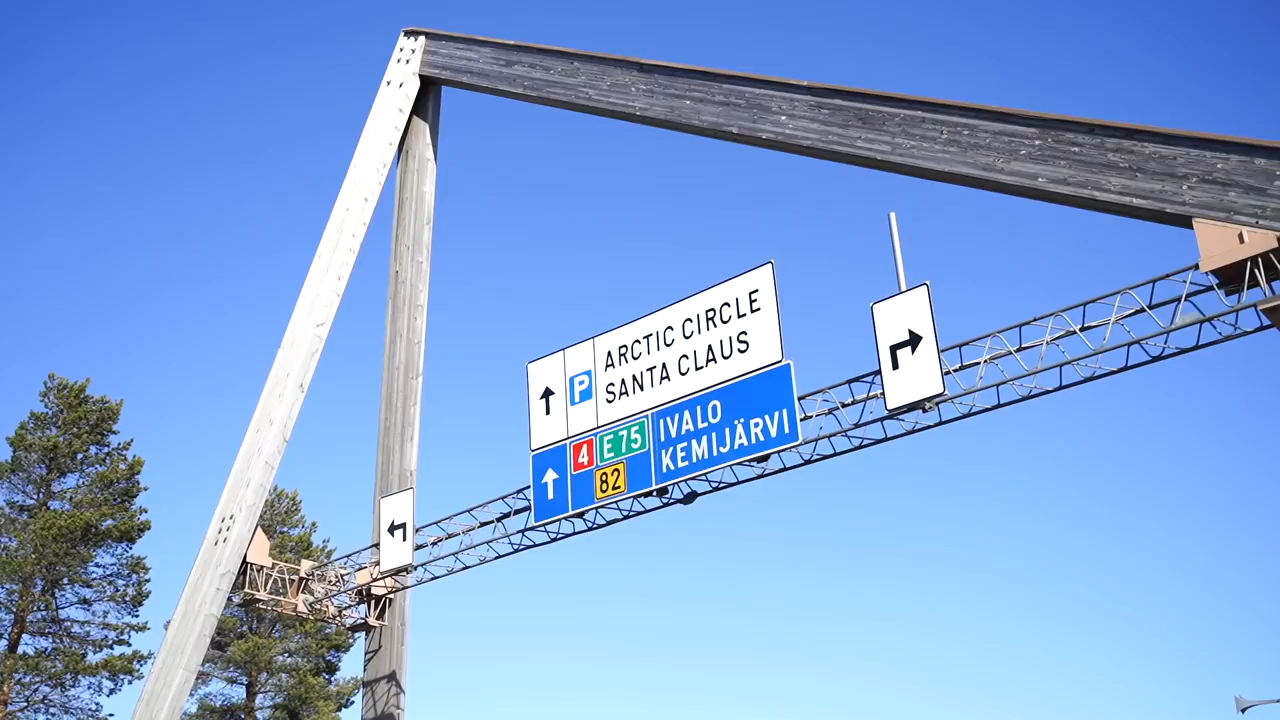 P
ARCTIC CIRCLE
SANTA CLAUS
4 E 75
82
IVALO
KEMIJÄRVI